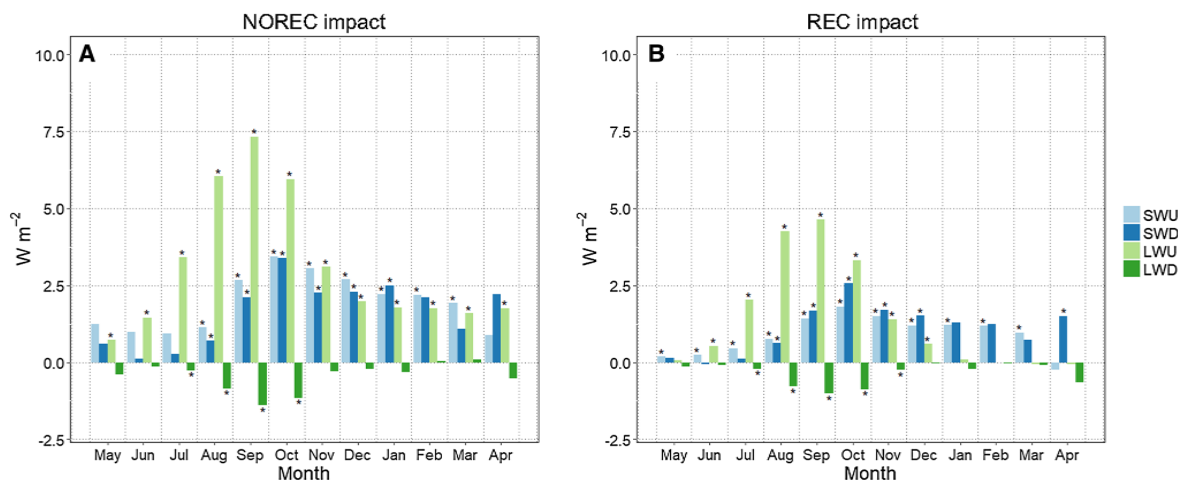 NOREC impact
A
10.0
7.5
5.0
2.5
0.0
-2.5
W m−2
May Jun Jul Aug Sep Oct Nov Dec Jan Feb Mar Apr
Month
REC impact
B
10.0
7.5
5.0
2.5
0.0
-2.5
W m−2
May Jun Jul Aug Sep Oct Nov Dec Jan Feb Mar Apr
Month
SWU
SWD
LWU
LWD